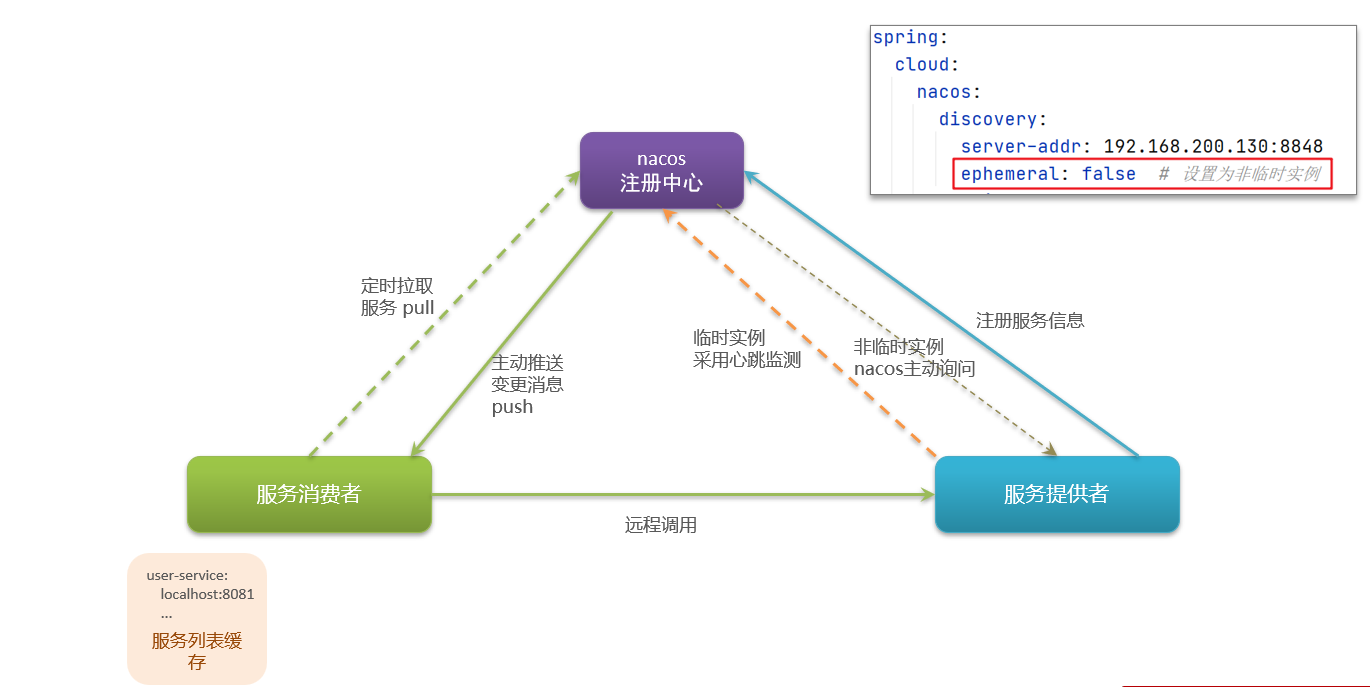 spring:
cloud:
nacos:
discovery:
server-addr: 192.168.200.130:8848
ephemeral: false # 设置为非临时实例
nacos
注册中心
定时拉取
服务 pull
主动推送
变更消息
push
临时实例
采用心跳监测
非临时实例
nacos主动询问
注册服务信息
服务消费者
服务提供者
远程调用
user-service:
localhost:8081
...
服务列表缓
存